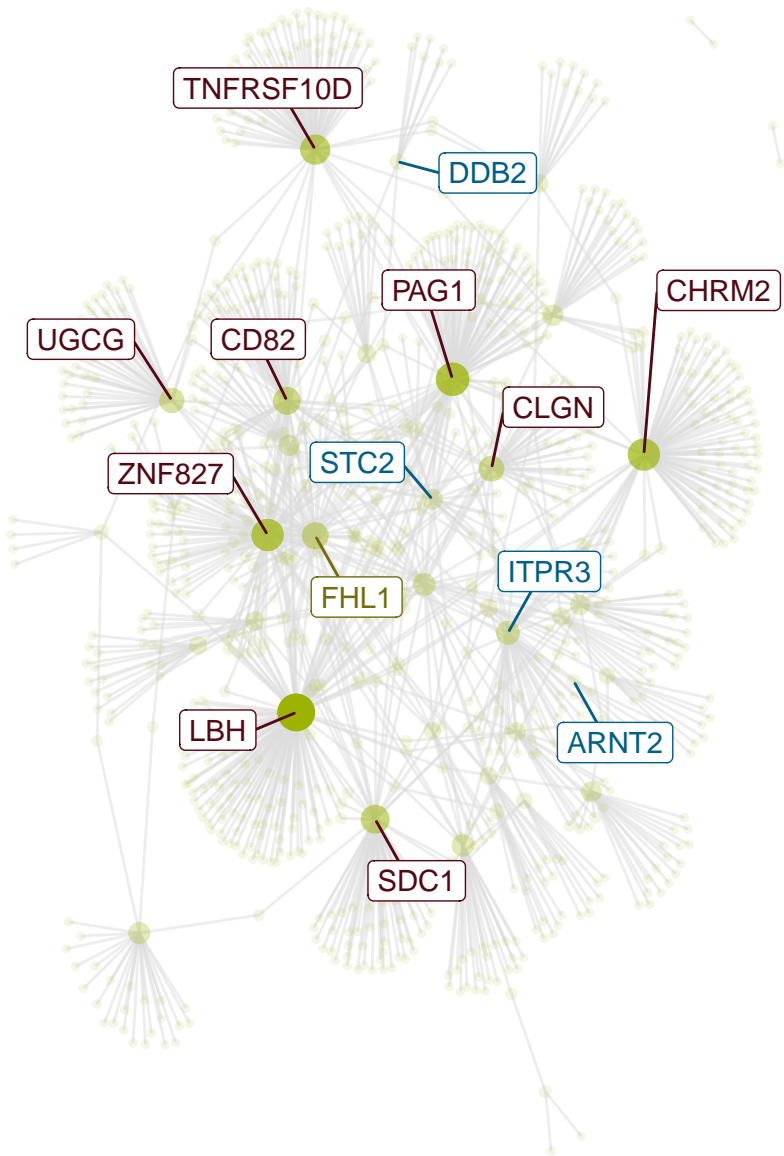 TNFRSF10D
DDB2
PAG1
CHRM2
UGCG
CD82
CLGN
STC2
ZNF827
ITPR3
FHL1
LBH
ARNT2
SDC1